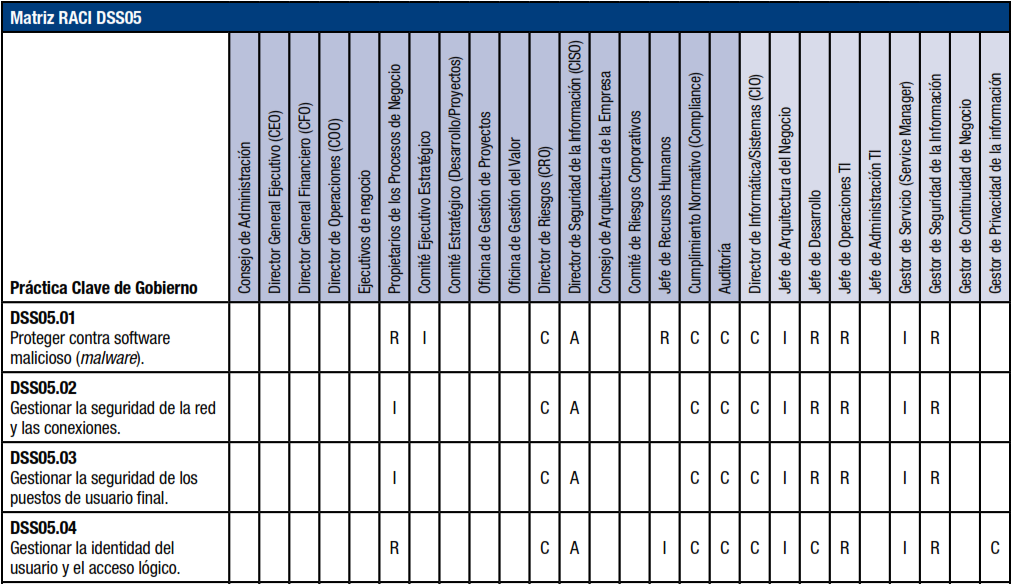 Matriz RACI DSS05
Práctica Clave de Gobierno
Consejo de Administración
Director General Ejecutivo (CEO)
Director General Financiero (CFO)
Director de Operaciones (COO)
Ejecutivos de negocio
Propietarios de los Procesos de Negocio
Comité Ejecutivo Estratégico
Comité Estratégico (Desarrollo/Proyectos)
Oficina de Gestión de Proyectos
Oficina de Gestión del Valor
Director de Riesgos (CRO)
Director de Seguridad de la Información (CISO)
Consejo de Arquitectura de la Empresa
Comité de Riesgos Corporativos
Jefe de Recursos Humanos
Cumplimiento Normativo (Compliance)
Auditoría
Director de Informática/Sistemas (CIO)
Jefe de Arquitectura del Negocio
Jefe de Desarrollo
Jefe de Operaciones TI
Jefe de Administración TI
Gestor de Servicio (Service Manager)
Gestor de Seguridad de la Información
Gestor de Continuidad de Negocio
Gestor de Privacidad de la información
DSS05.01
Proteger contra software
malicioso (malware).
R I C A R C C C I R R I R
DSS05.02
Gestionar la seguridad de la red
y las conexiones.
I C A C C C I R R I R
DSS05.03
Gestionar la seguridad de los
puestos de usuario final.
I C A C C C I R R I R
DSS05.04
Gestionar la identidad del
usuario y el acceso lógico.
R C A I C C C I C R I R C